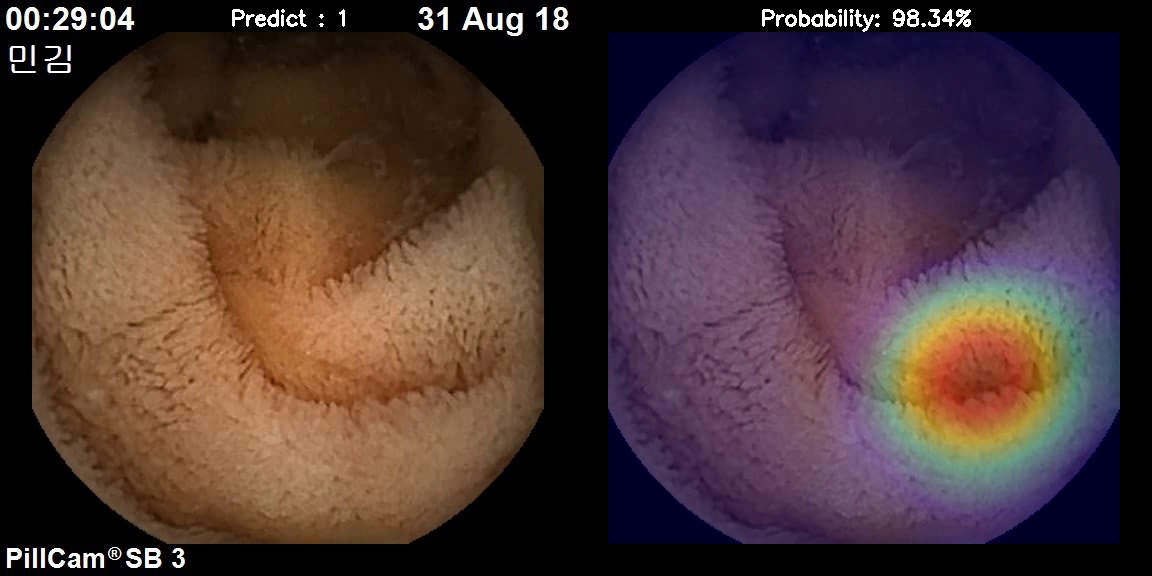 00:29:04
Predict : 1
31 Aug 18
Probability: 98.34%
민김
PillCam® SB 3